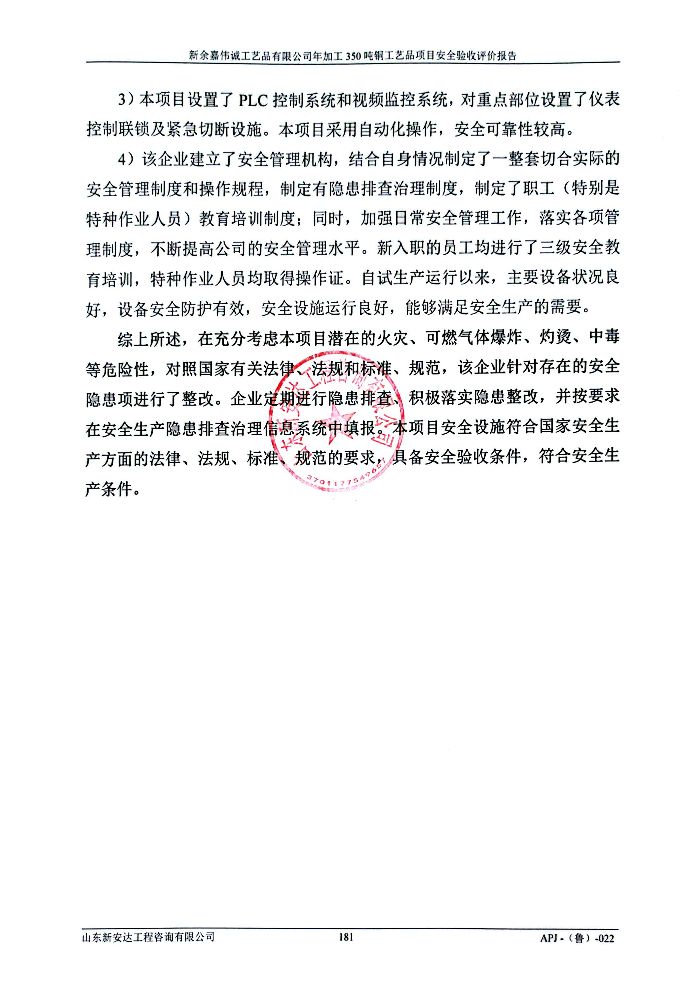 新余嘉伟诚工艺品有限公司年加工 350 吨铜工艺品项目安全验收评价报告
3）本项目设置了 PLC 控制系统和视频监控系统，对重点部位设置了仪表
控制联锁及紧急切断设施。本项目采用自动化操作，安全可靠性较高。
4）该企业建立了安全管理机构，结合自身情况制定了一整套切合实际的
安全管理制度和操作规程，制定有隐患排查治理制度，制定了职工（特别是
特种作业人员）教育培训制度；同时，加强日常安全管理工作，落实各项管
理制度，不断提高公司的安全管理水平。新入职的员工均进行了三级安全教
育培训，特种作业人员均取得操作证。自试生产运行以来，主要设备状况良
好，设备安全防护有效，安全设施运行良好，能够满足安全生产的需要。
综上所述，在充分考虑本项目潜在的火灾、可燃气体爆炸、灼烫、中毒
等危险性，对照国家有关法律、法规和标准、规范，该企业针对存在的安全
隐患项进行了整改。企业定期进行隐患排查、积极落实隐患整改，并按要求
在安全生产隐患排查治理信息系统中填报。本项目安全设施符合国家安全生
产方面的法律、法规、标准、规范的要求，具备安全验收条件，符合安全生
产条件。
山东新安达工程咨询有限公司
3701177549657
山东新安达工程咨询有限公司 181 APJ -（鲁）-022